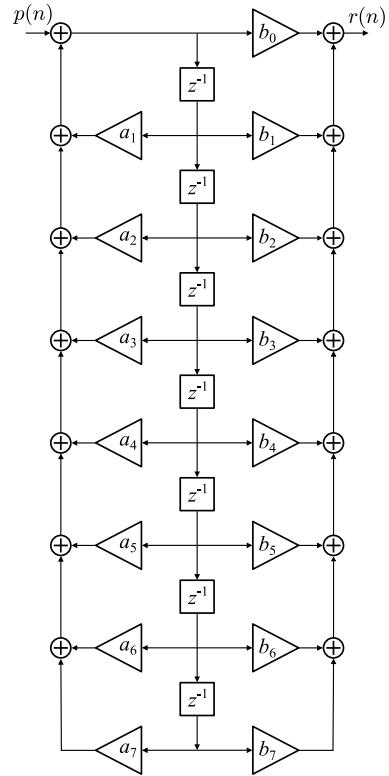 p(n) b₀ r(n)
z⁻¹
a₁ b₁
z⁻¹
a₂ b₂
z⁻¹
a₃ b₃
z⁻¹
a₄ b₄
z⁻¹
a₅ b₅
z⁻¹
a₆ b₆
z⁻¹
a₇ b₇